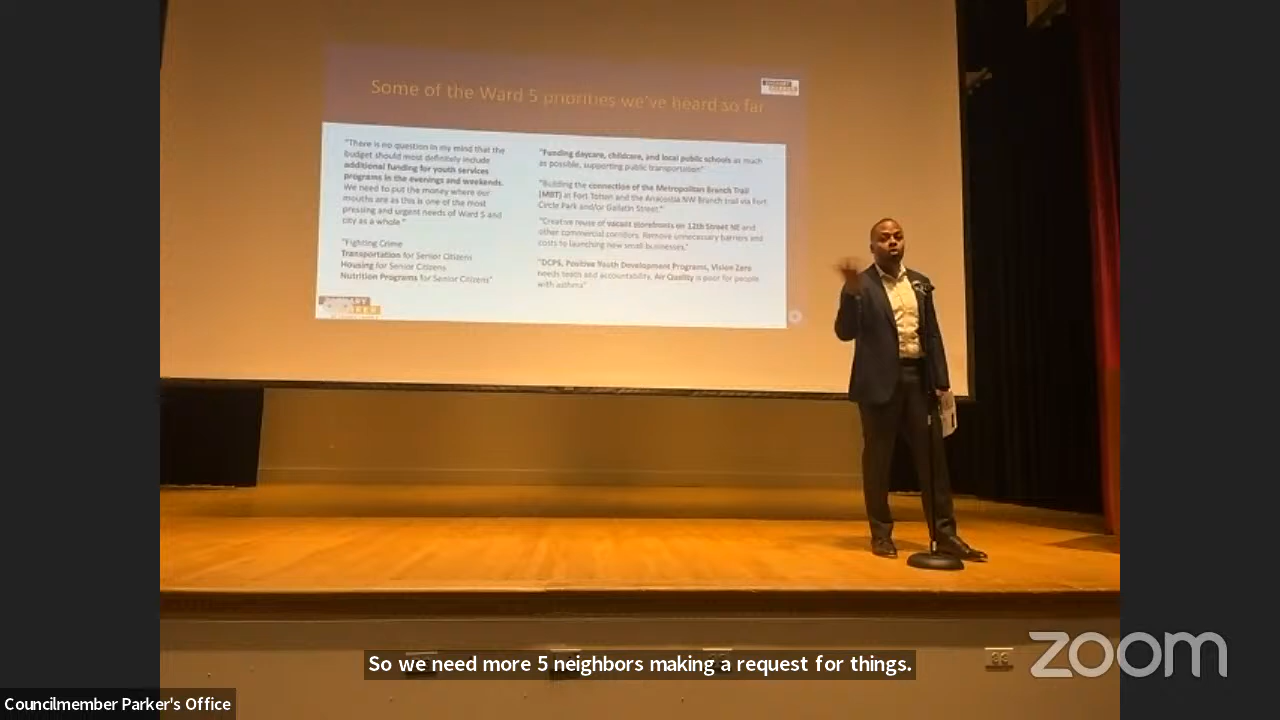 Some of the Ward 5 priorities we've heard so far
"There is no question in my mind that the
budget should most definitely include
additional funding for youth services
programs in the evenings and weekends.
We need to put the money where our
mouths are as this is one of the most
pressing and urgent needs of Ward 5 and
city as a whole."
"Fighting Crime
Transportation for Senior Citizens
Housing for Senior Citizens
Nutrition Programs for Senior Citizens"
"Funding daycare, childcare, and local public schools as much
as possible, supporting public transportation"
"Building the connection of the Metropolitan Branch Trail
(MBT) at Fort Totten and the Anacostia NW Branch trail via Fort
Circle Park and/or Gallatin Street."
"Creative reuse of vacant storefronts on 12th Street NE and
other commercial corridors. Remove unnecessary barriers and
costs to launching new small businesses."
"DCPS, Positive Youth Development Programs, Vision Zero
needs teeth and accountability, Air Quality is poor for people
with asthma"
So we need more 5 neighbors making a request for things.
zoom
Councilmember Parker's Office